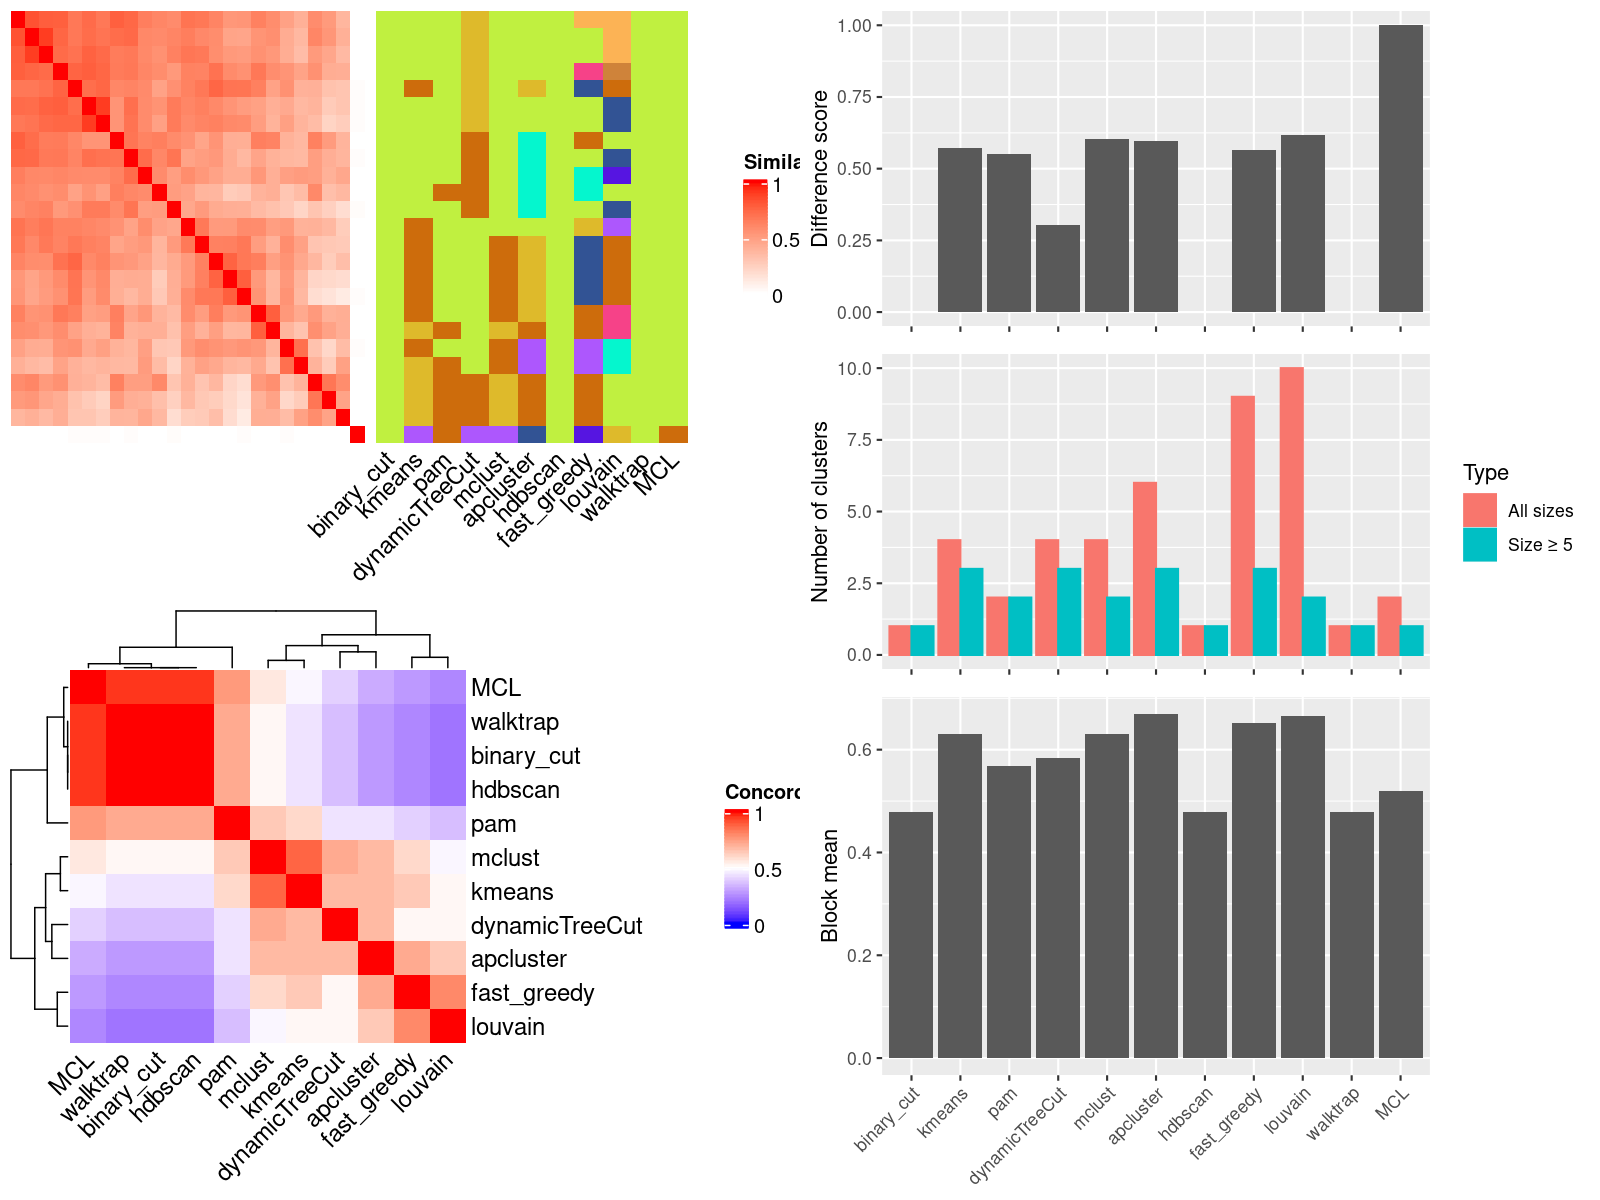 Simila
1
0.5
0
binary_cut
kmeans
pam
dynamicTreeCut
mclust
apcluster
hdbscan
fast_greedy
louvain
walktrap
MCL
MCL
walktrap
binary_cut
hdbscan
pam
mclust
kmeans
dynamicTreeCut
apcluster
fast_greedy
louvain
MCL
walktrap
binary_cut
hdbscan
pam
mclust
kmeans
dynamicTreeCut
apcluster
fast_greedy
louvain
Concord
1
0.5
0
Difference score
1.00
0.75
0.50
0.25
0.00
Number of clusters
10.0
7.5
5.0
2.5
0.0
Type
All sizes
Size ≥ 5
Block mean
0.6
0.4
0.2
0.0
binary_cut
kmeans
pam
dynamicTreeCut
mclust
apcluster
hdbscan
fast_greedy
louvain
walktrap
MCL